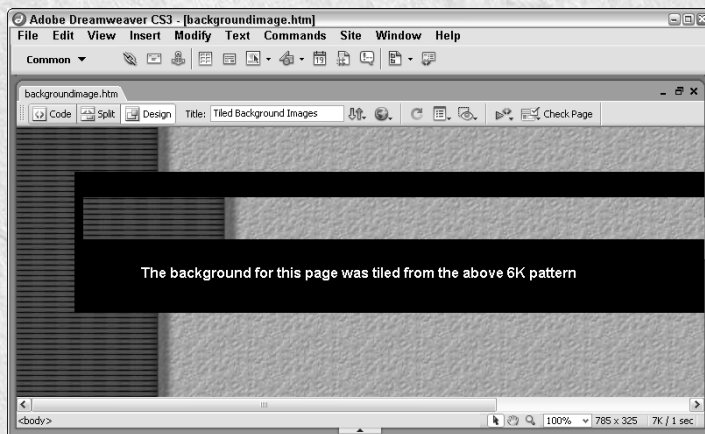 Adobe Dreamweaver CS3 - [backgroundimage.htm]
File Edit View Insert Modify Text Commands Site Window Help
Common
19
backgroundimage.htm
Code Split Design Title: Tiled Background Images Check Page
The background for this page was tiled from the above 6K pattern
<body> 100% 785 x 325 7K / 1 sec